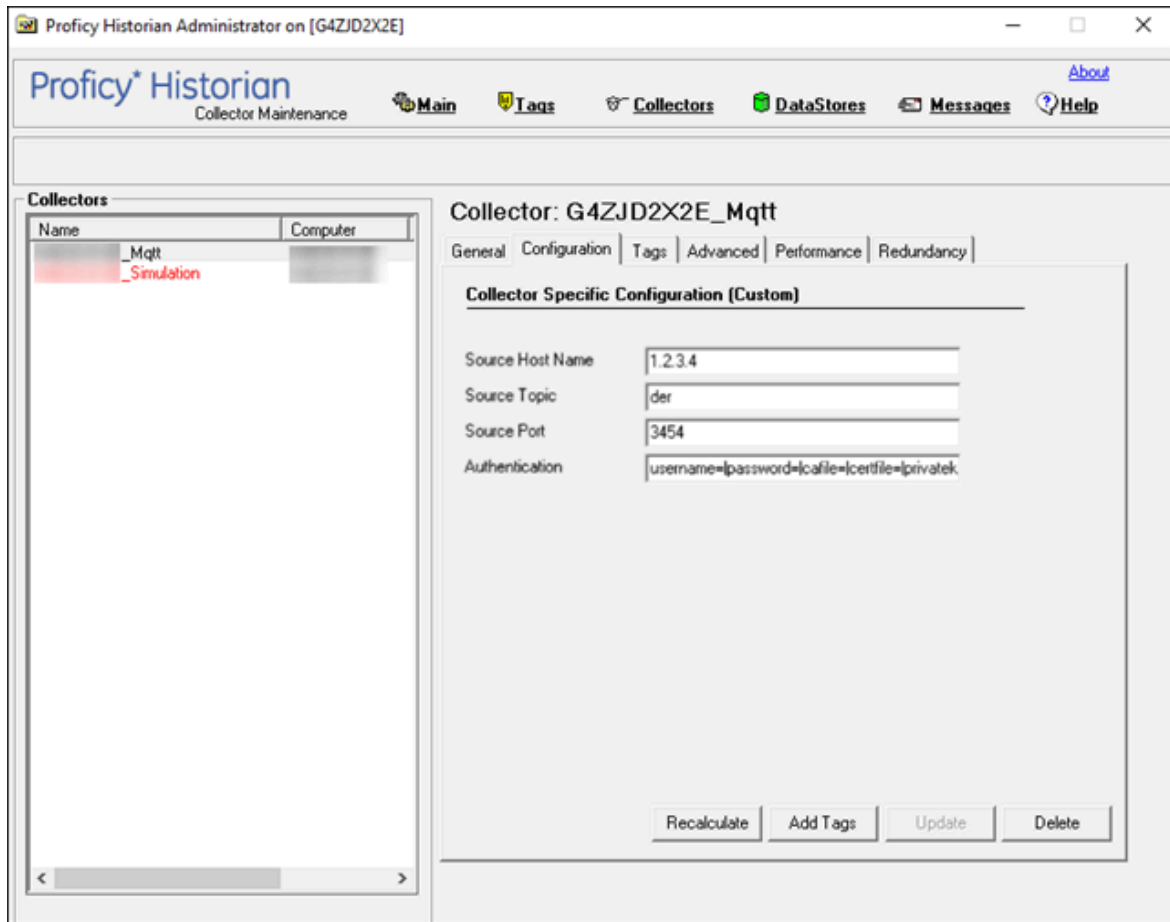 Proficy Historian Administrator on [G4ZJD2X2E]
Proficy* Historian
Collector Maintenance
Main Tags Collectors DataStores Messages Help
About
Collectors
Name Computer
_Mqtt
_Simulation
Collector: G4ZJD2X2E_Mqtt
General Configuration Tags Advanced Performance Redundancy
Collector Specific Configuration (Custom)
Source Host Name 1.2.3.4
Source Topic der
Source Port 3454
Authentication username=|password=|cafile=|certfile=|privatek
Recalculate Add Tags Update Delete